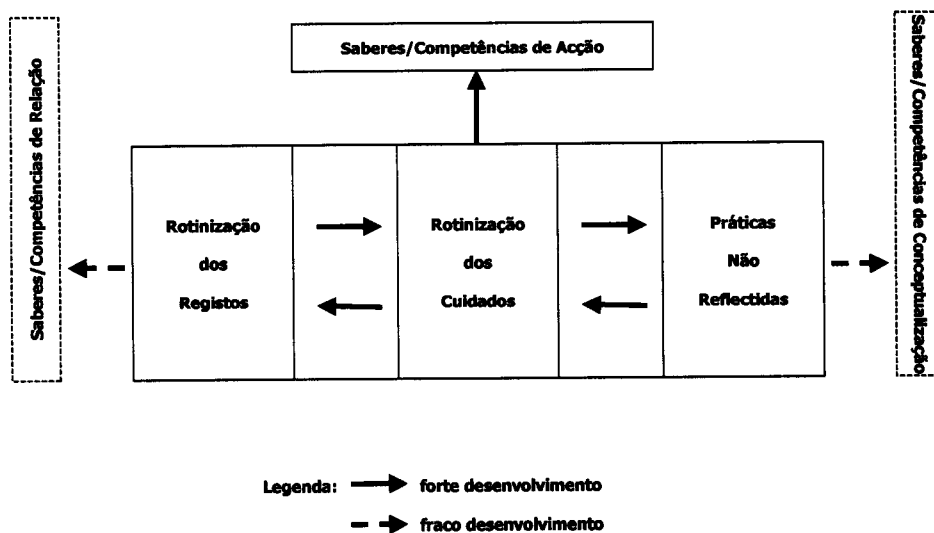 Saberes/Competências de Acção
Saberes/Competências de Relação
Rotinização
dos
Registos
Rotinização
dos
Cuidados
Práticas
Não
Reflectidas
Saberes/Competências de Conceptualização
Legenda: forte desenvolvimento
fraco desenvolvimento